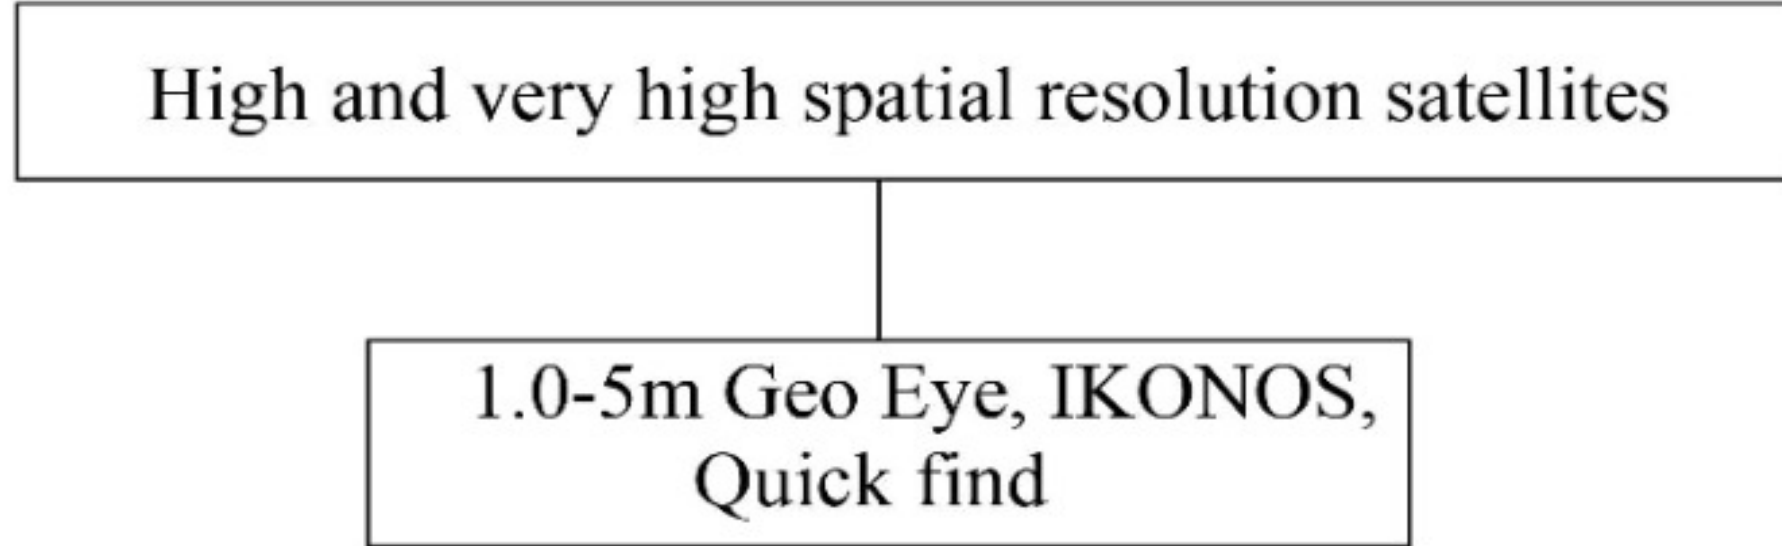 High and very high spatial resolution satellites
1.0-5m Geo Eye, IKONOS,
Quick find